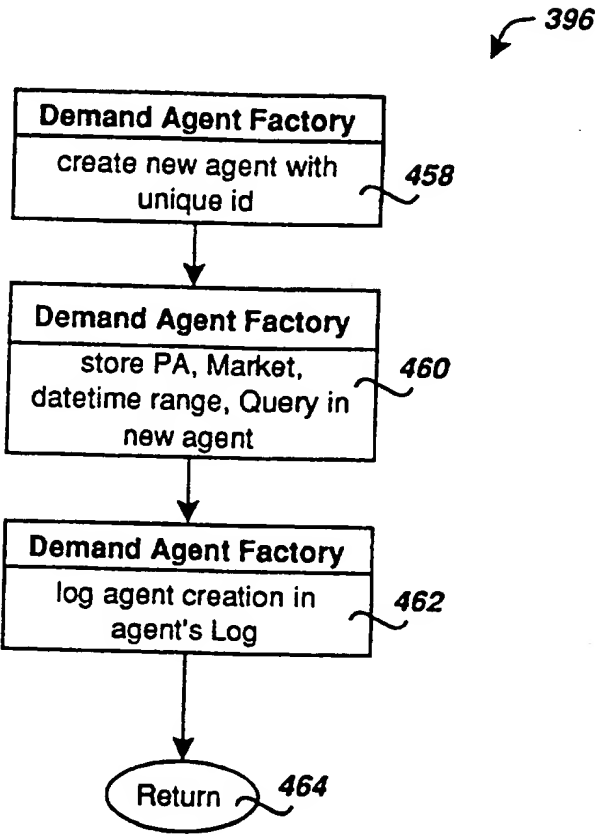 396
Demand Agent Factory
create new agent with
unique id
458
Demand Agent Factory
store PA, Market,
datetime range, Query in
new agent
460
Demand Agent Factory
log agent creation in
agent's Log
462
Return
464